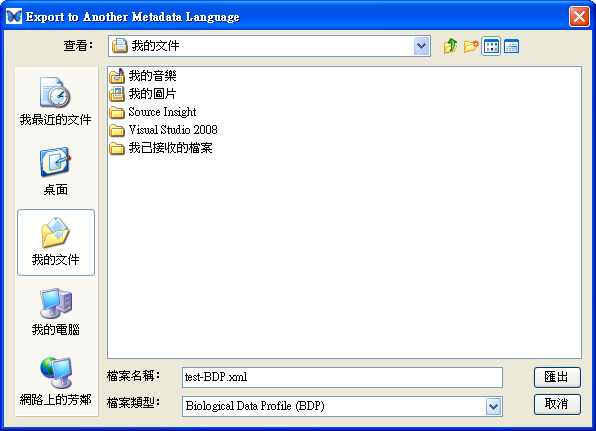 Export to Another Metadata Language
查看： 我的文件
我的音樂
我的圖片
Source Insight
Visual Studio 2008
我已接收的檔案
我最近的文件
桌面
我的文件
我的電腦
網路上的芳鄰
檔案名稱： test-BDP.xml 匯出
檔案類型： Biological Data Profile (BDP) 取消